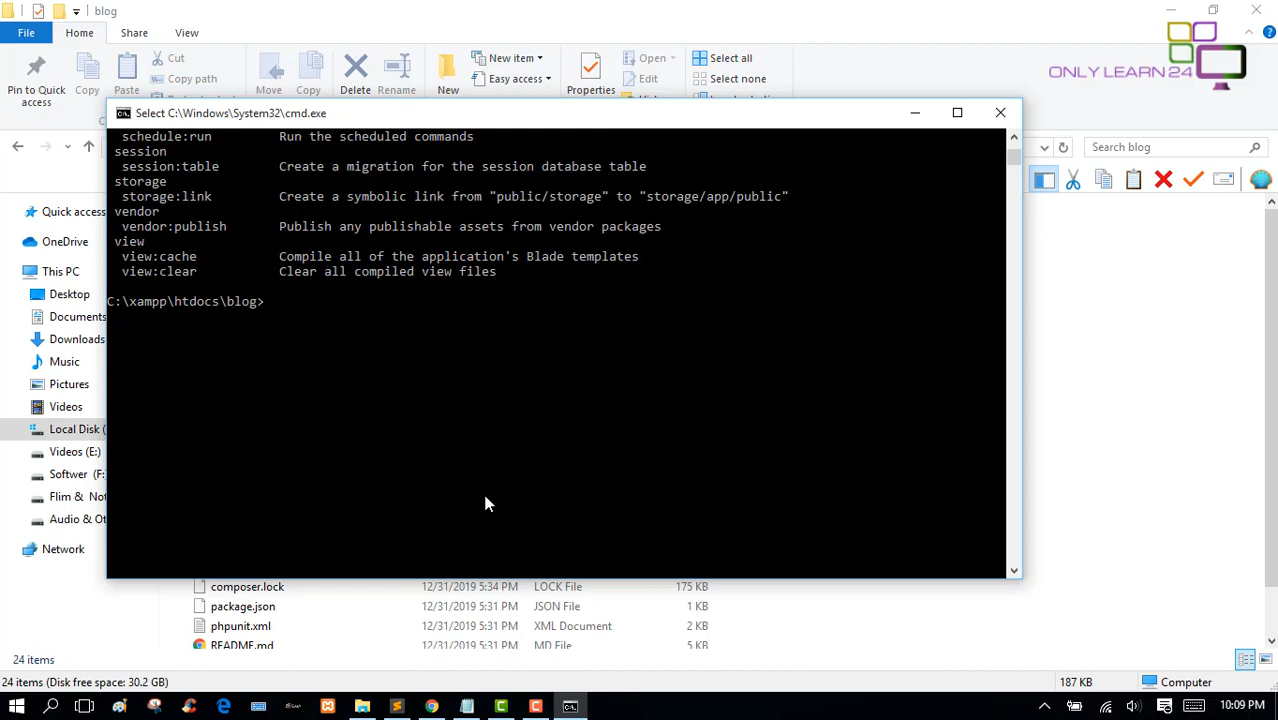 blog
File
Home
Share
View
Pin to Quick access
Copy
Paste
Cut
Copy path
Delete
Rename
New
New item
Easy access
Properties
Open
Edit
Select all
Select none
ONLY LEARN 24
Search blog
Select C:\Windows\System32\cmd.exe
schedule:run Run the scheduled commands
session
session:table Create a migration for the session database table
storage
storage:link Create a symbolic link from "public/storage" to "storage/app/public"
vendor
vendor:publish Publish any publishable assets from vendor packages
view
view:cache Compile all of the application's Blade templates
view:clear Clear all compiled view files
C:\xampp\htdocs\blog>
Quick access
OneDrive
This PC
Desktop
Documents
Downloads
Music
Pictures
Videos
Local Disk (
Videos (E:)
Softwer (F:
Flim & No
Audio & Ot
Network
composer.lock 12/31/2019 5:34 PM LOCK File 175 KB
package.json 12/31/2019 5:31 PM JSON File 1 KB
phpunit.xml 12/31/2019 5:31 PM XML Document 2 KB
README.md 12/31/2019 5:31 PM MD File 5 KB
24 items
24 items (Disk free space: 30.2 GB) 187 KB Computer
10:09 PM